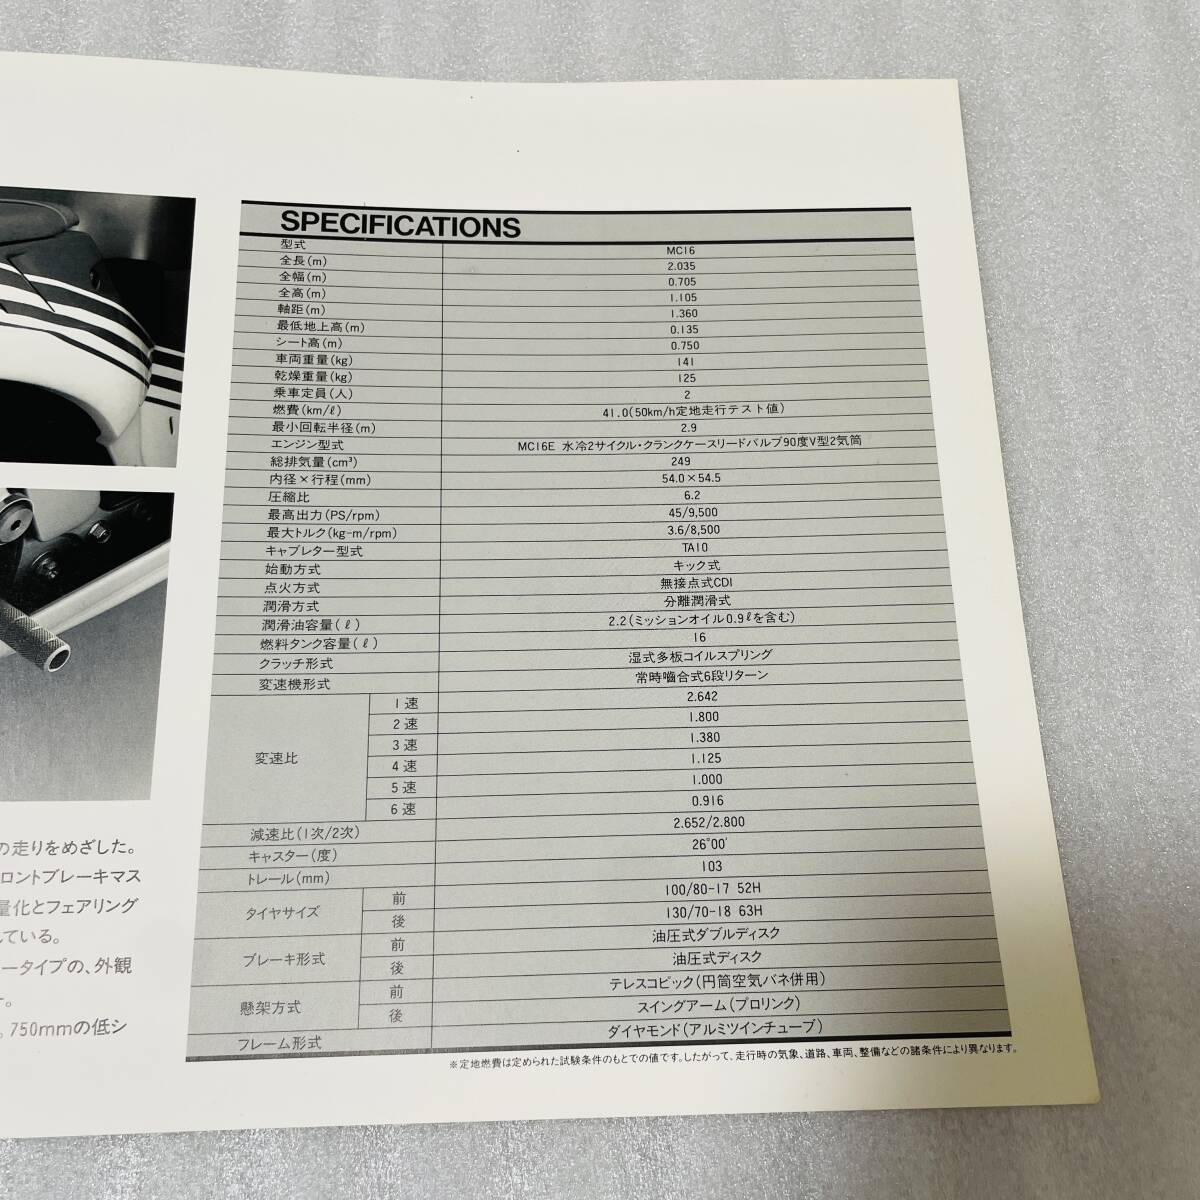 SPECIFICATIONS
型式 MC16
全長(m) 2.035
全幅(m) 0.705
全高(m) 1.105
軸距(m) 1.360
最低地上高(m) 0.135
シート高(m) 0.750
車両重量(kg) 141
乾燥重量(kg) 125
乗車定員(人) 2
燃費(km/ℓ) 41.0(50km/h定地走行テスト値)
最小回転半径(m) 2.9
エンジン型式 MC16E 水冷2サイクル・クランクケースリードバルブ90度V型2気筒
総排気量(cm³) 249
内径×行程(mm) 54.0×54.5
圧縮比 6.2
最高出力(PS/rpm) 45/9,500
最大トルク(kg-m/rpm) 3.6/8,500
キャブレター型式 TA10
始動方式 キック式
点火方式 無接点式CDI
潤滑方式 分離潤滑式
潤滑油容量(ℓ) 2.2(ミッションオイル0.9ℓを含む)
燃料タンク容量(ℓ) 16
クラッチ形式 湿式多板コイルスプリング
変速機形式 常時嚙合式6段リターン
変速比 1速 2.642
2速 1.800
3速 1.380
4速 1.125
5速 1.000
6速 0.916
減速比(1次/2次) 2.652/2.800
キャスター(度) 26°00′
トレール(mm) 103
タイヤサイズ 前 100/80-17 52H
後 130/70-18 63H
ブレーキ形式 前 油圧式ダブルディスク
後 油圧式ディスク
懸架方式 前 テレスコピック(円筒空気バネ併用)
後 スイングアーム(プロリンク)
フレーム形式 ダイヤモンド(アルミツインチューブ)
※定地燃費は定められた試験条件のもとでの値です。したがって、走行時の気象、道路、車両、整備などの諸条件により異なります。
の走りをめざした。
ロントブレーキマス
量化とフェアリング
ている。
ータイプの、外観
。
。750mmの低シ